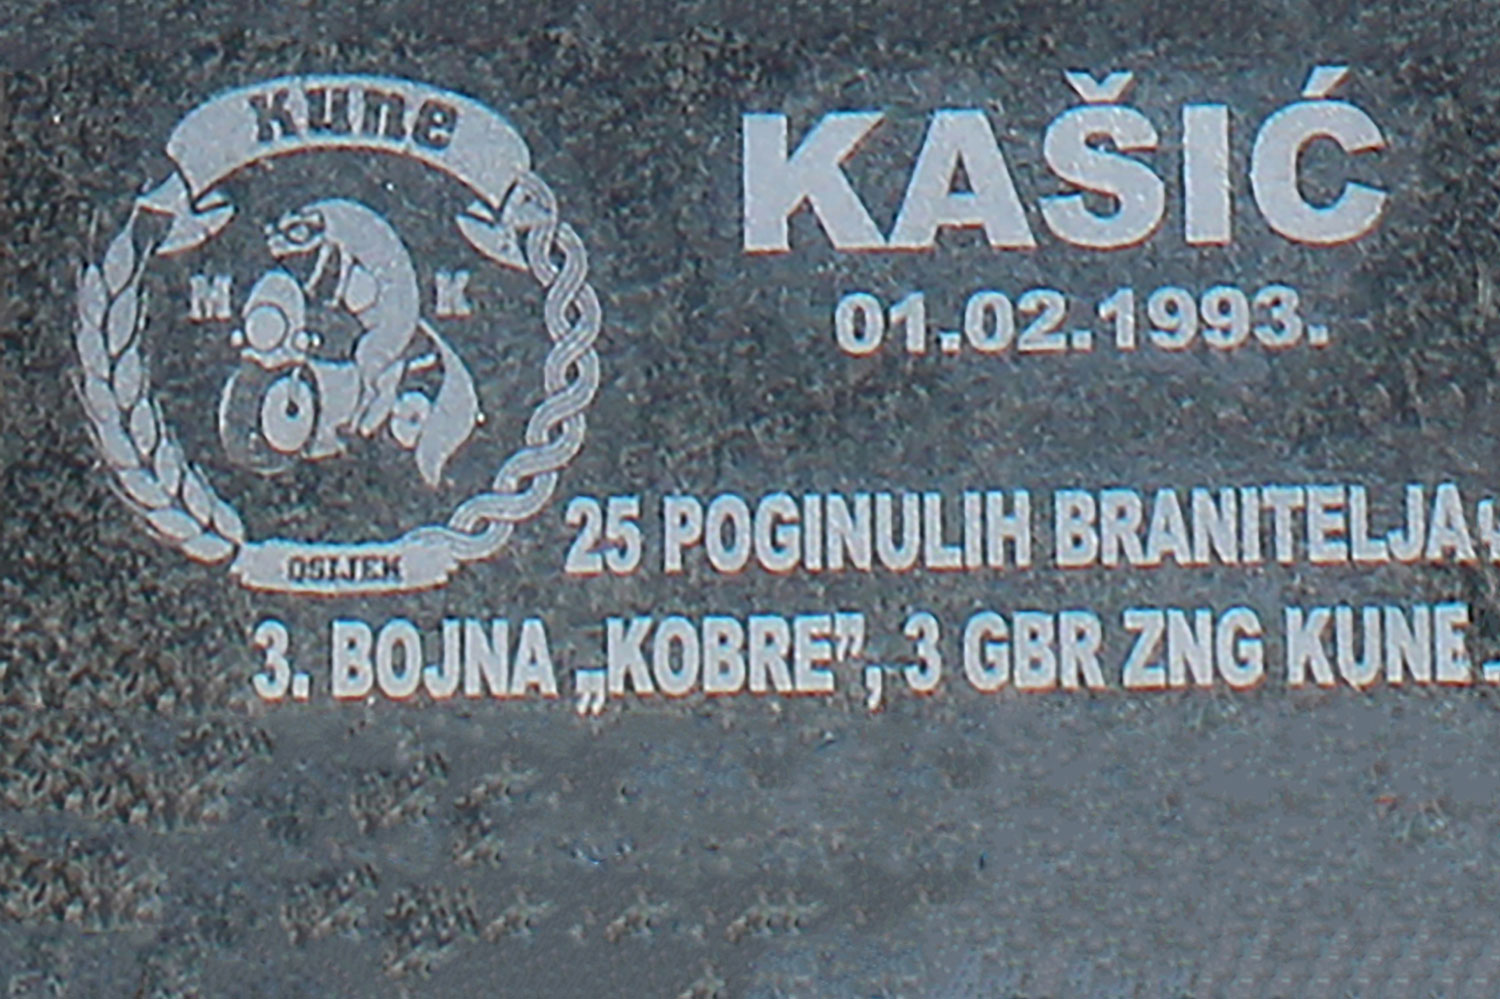 Kune
KAŠIĆ
M K
01.02.1993.
25 POGINULIH BRANITELJA
OSIJEK
3. BOJNA „KOBRE”, 3 GBR ZNG KUNE